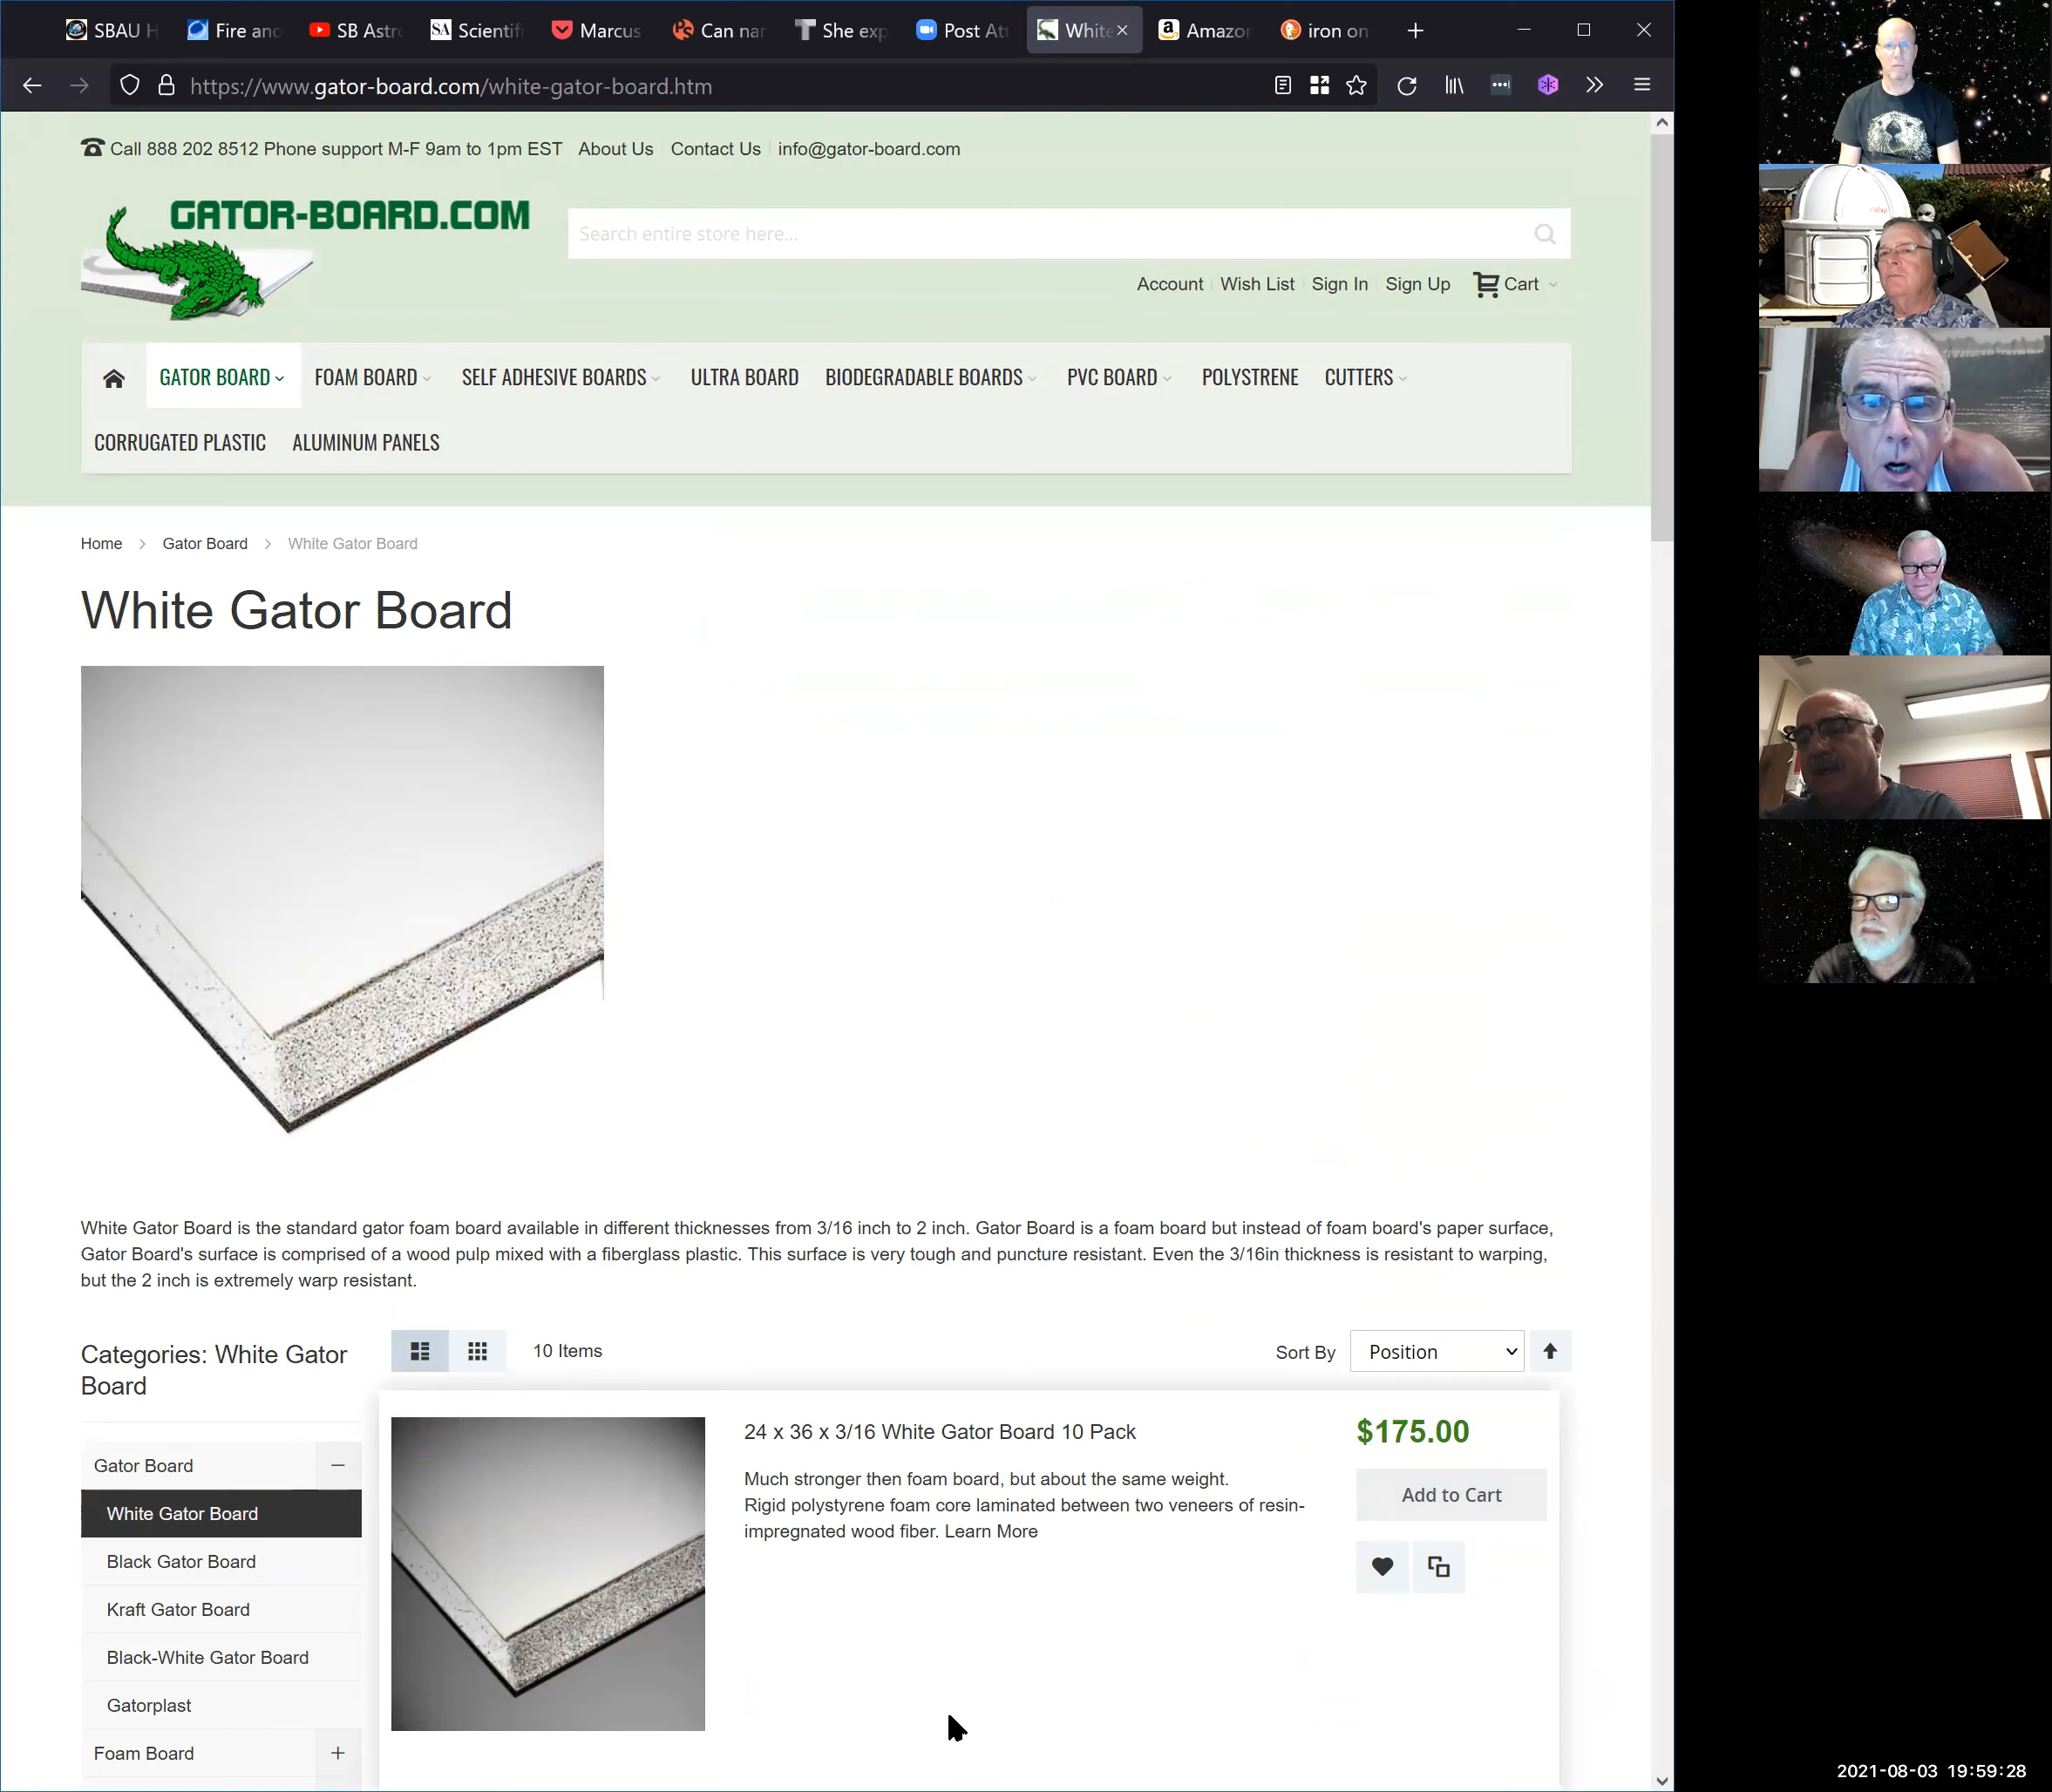 SBAU H
Fire and
SB Astro
SA Scientifi
Marcus
Can nar
She exp
Post Att
White
Amazon
iron on
https://www.gator-board.com/white-gator-board.htm
Call 888 202 8512 Phone support M-F 9am to 1pm EST About Us Contact Us info@gator-board.com
GATOR-BOARD.COM
Search entire store here...
Account Wish List Sign In Sign Up Cart
GATOR BOARD FOAM BOARD SELF ADHESIVE BOARDS ULTRA BOARD BIODEGRADABLE BOARDS PVC BOARD POLYSTRENE CUTTERS
CORRUGATED PLASTIC ALUMINUM PANELS
Home > Gator Board > White Gator Board
White Gator Board
White Gator Board is the standard gator foam board available in different thicknesses from 3/16 inch to 2 inch. Gator Board is a foam board but instead of foam board's paper surface,
Gator Board's surface is comprised of a wood pulp mixed with a fiberglass plastic. This surface is very tough and puncture resistant. Even the 3/16in thickness is resistant to warping,
but the 2 inch is extremely warp resistant.
Categories: White Gator
Board
10 Items
Sort By Position
Gator Board
White Gator Board
Black Gator Board
Kraft Gator Board
Black-White Gator Board
Gatorplast
Foam Board
24 x 36 x 3/16 White Gator Board 10 Pack
Much stronger then foam board, but about the same weight.
Rigid polystyrene foam core laminated between two veneers of resin-
impregnated wood fiber. Learn More
$175.00
Add to Cart
2021-08-03 19:59:28